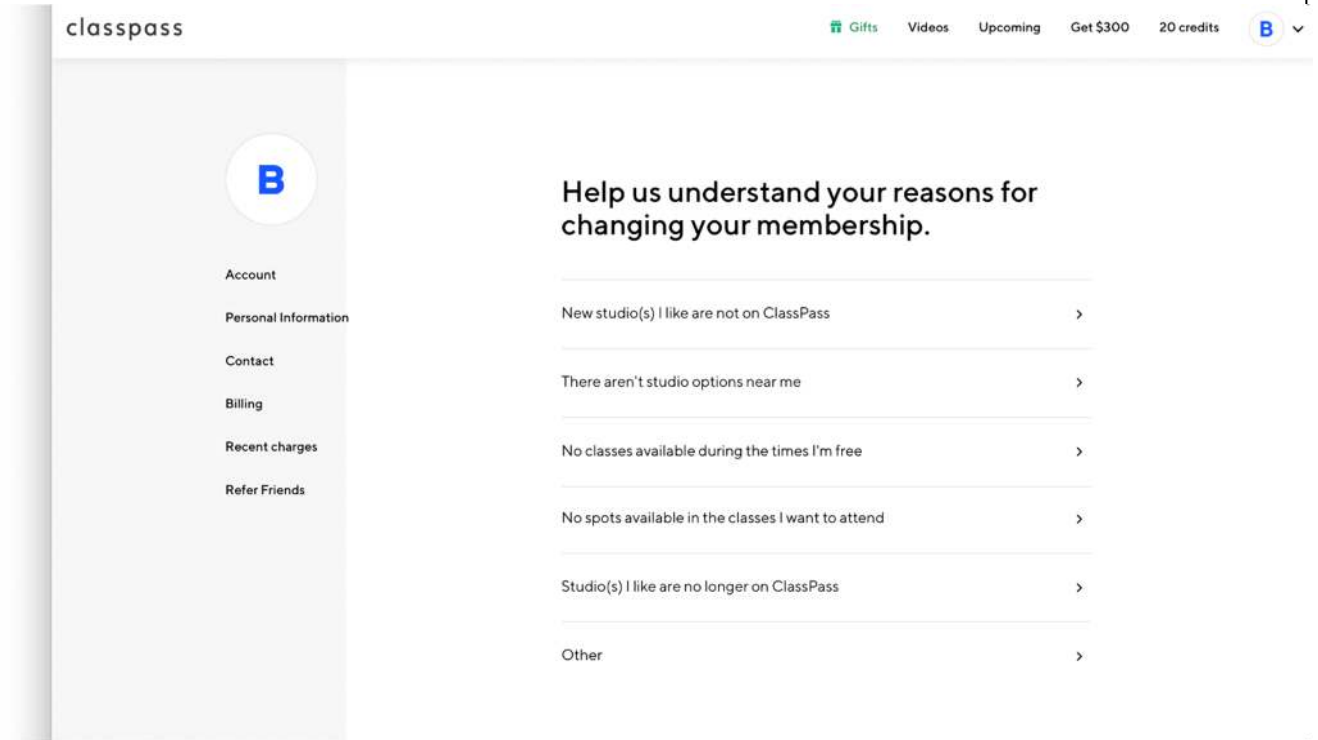 classpass
Gifts
Videos
Upcoming
Get $300
20 credits
B
B
Account
Personal Information
Contact
Billing
Recent charges
Refer Friends
Help us understand your reasons for
changing your membership.
New studio(s) I like are not on ClassPass
There aren't studio options near me
No classes available during the times I'm free
No spots available in the classes I want to attend
Studio(s) I like are no longer on ClassPass
Other